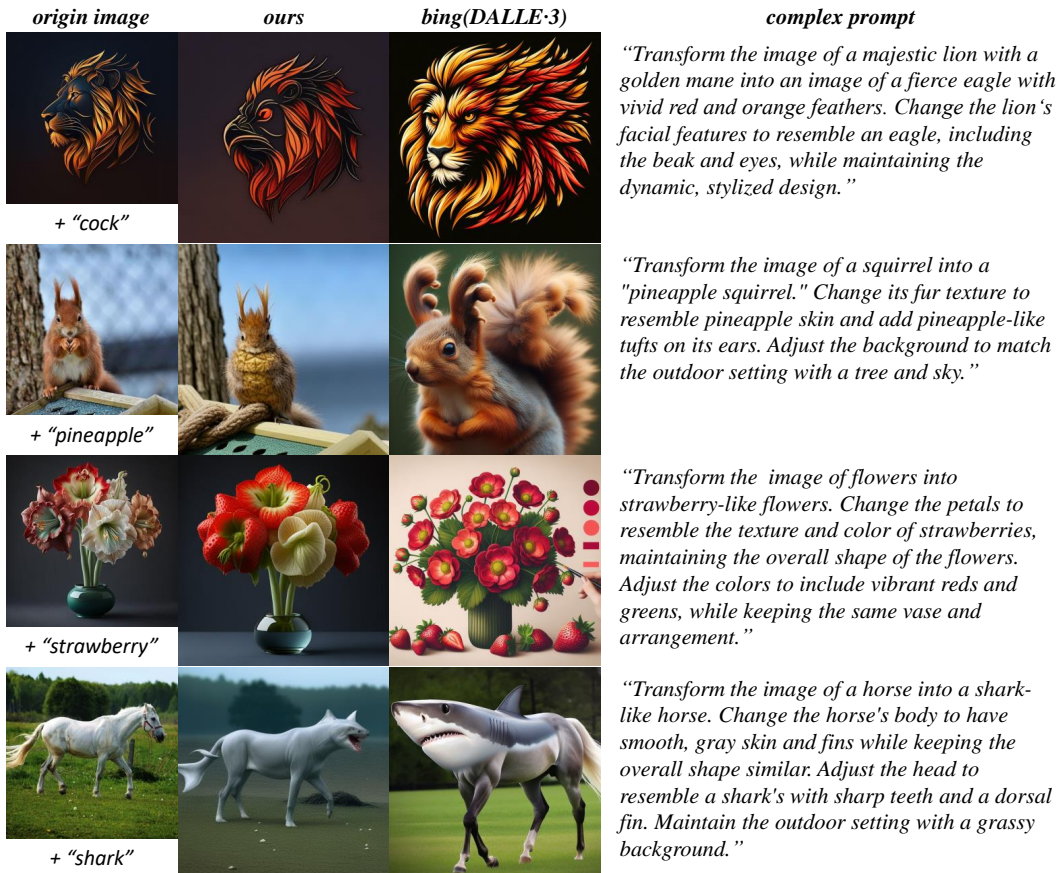 origin image
ours
bing(DALLE·3)
complex prompt
+ “cock”
“Transform the image of a majestic lion with a
golden mane into an image of a fierce eagle with
vivid red and orange feathers. Change the lion‘s
facial features to resemble an eagle, including
the beak and eyes, while maintaining the
dynamic, stylized design.”
+ “pineapple”
“Transform the image of a squirrel into a
"pineapple squirrel." Change its fur texture to
resemble pineapple skin and add pineapple-like
tufts on its ears. Adjust the background to match
the outdoor setting with a tree and sky.”
+ “strawberry”
“Transform the image of flowers into
strawberry-like flowers. Change the petals to
resemble the texture and color of strawberries,
maintaining the overall shape of the flowers.
Adjust the colors to include vibrant reds and
greens, while keeping the same vase and
arrangement.”
+ “shark”
“Transform the image of a horse into a shark-
like horse. Change the horse's body to have
smooth, gray skin and fins while keeping the
overall shape similar. Adjust the head to
resemble a shark's with sharp teeth and a dorsal
fin. Maintain the outdoor setting with a grassy
background.”